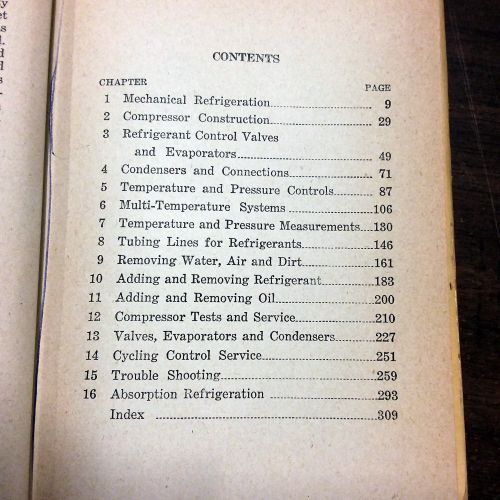 y
et
s
l.
d
d
s
-
CONTENTS
CHAPTER PAGE
1 Mechanical Refrigeration 9
2 Compressor Construction 29
3 Refrigerant Control Valves
and Evaporators 49
4 Condensers and Connections 71
5 Temperature and Pressure Controls 87
6 Multi-Temperature Systems 106
7 Temperature and Pressure Measurements 130
8 Tubing Lines for Refrigerants 146
9 Removing Water, Air and Dirt 161
10 Adding and Removing Refrigerant 183
11 Adding and Removing Oil 200
12 Compressor Tests and Service 210
13 Valves, Evaporators and Condensers 227
14 Cycling Control Service 251
15 Trouble Shooting 259
16 Absorption Refrigeration 293
Index 309